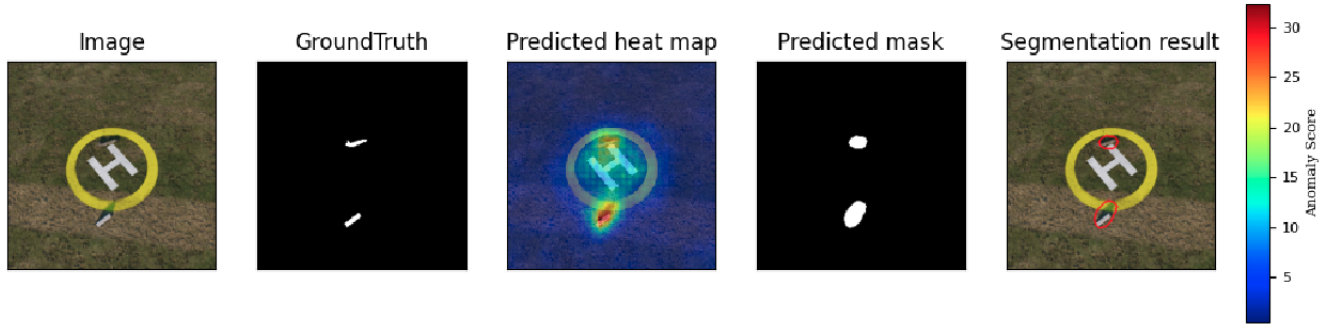 Image
GroundTruth
Predicted heat map
Predicted mask
Segmentation result
H
H
H
30
25
20
15
10
5
Anomaly Score